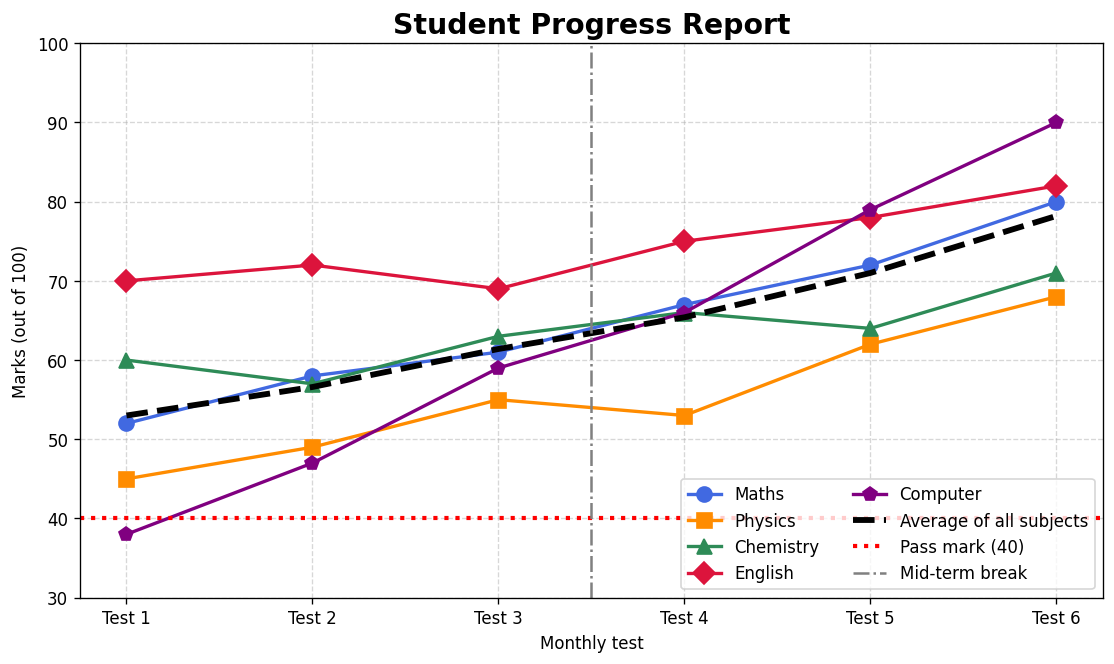 Student Progress Report
Marks (out of 100)
100
90
80
70
60
50
40
30
Test 1 Test 2 Test 3 Test 4 Test 5 Test 6
Monthly test
Maths
Physics
Chemistry
English
Computer
Average of all subjects
Pass mark (40)
Mid-term break